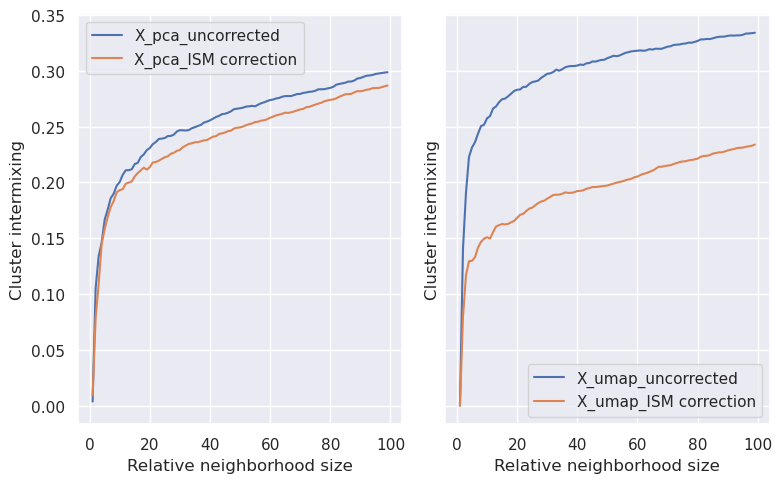 0.35
0.30
0.25
0.20
0.15
0.10
0.05
0.00
Cluster intermixing
X_pca_uncorrected
X_pca_ISM correction
0 20 40 60 80 100
Relative neighborhood size
Cluster intermixing
X_umap_uncorrected
X_umap_ISM correction
0 20 40 60 80 100
Relative neighborhood size